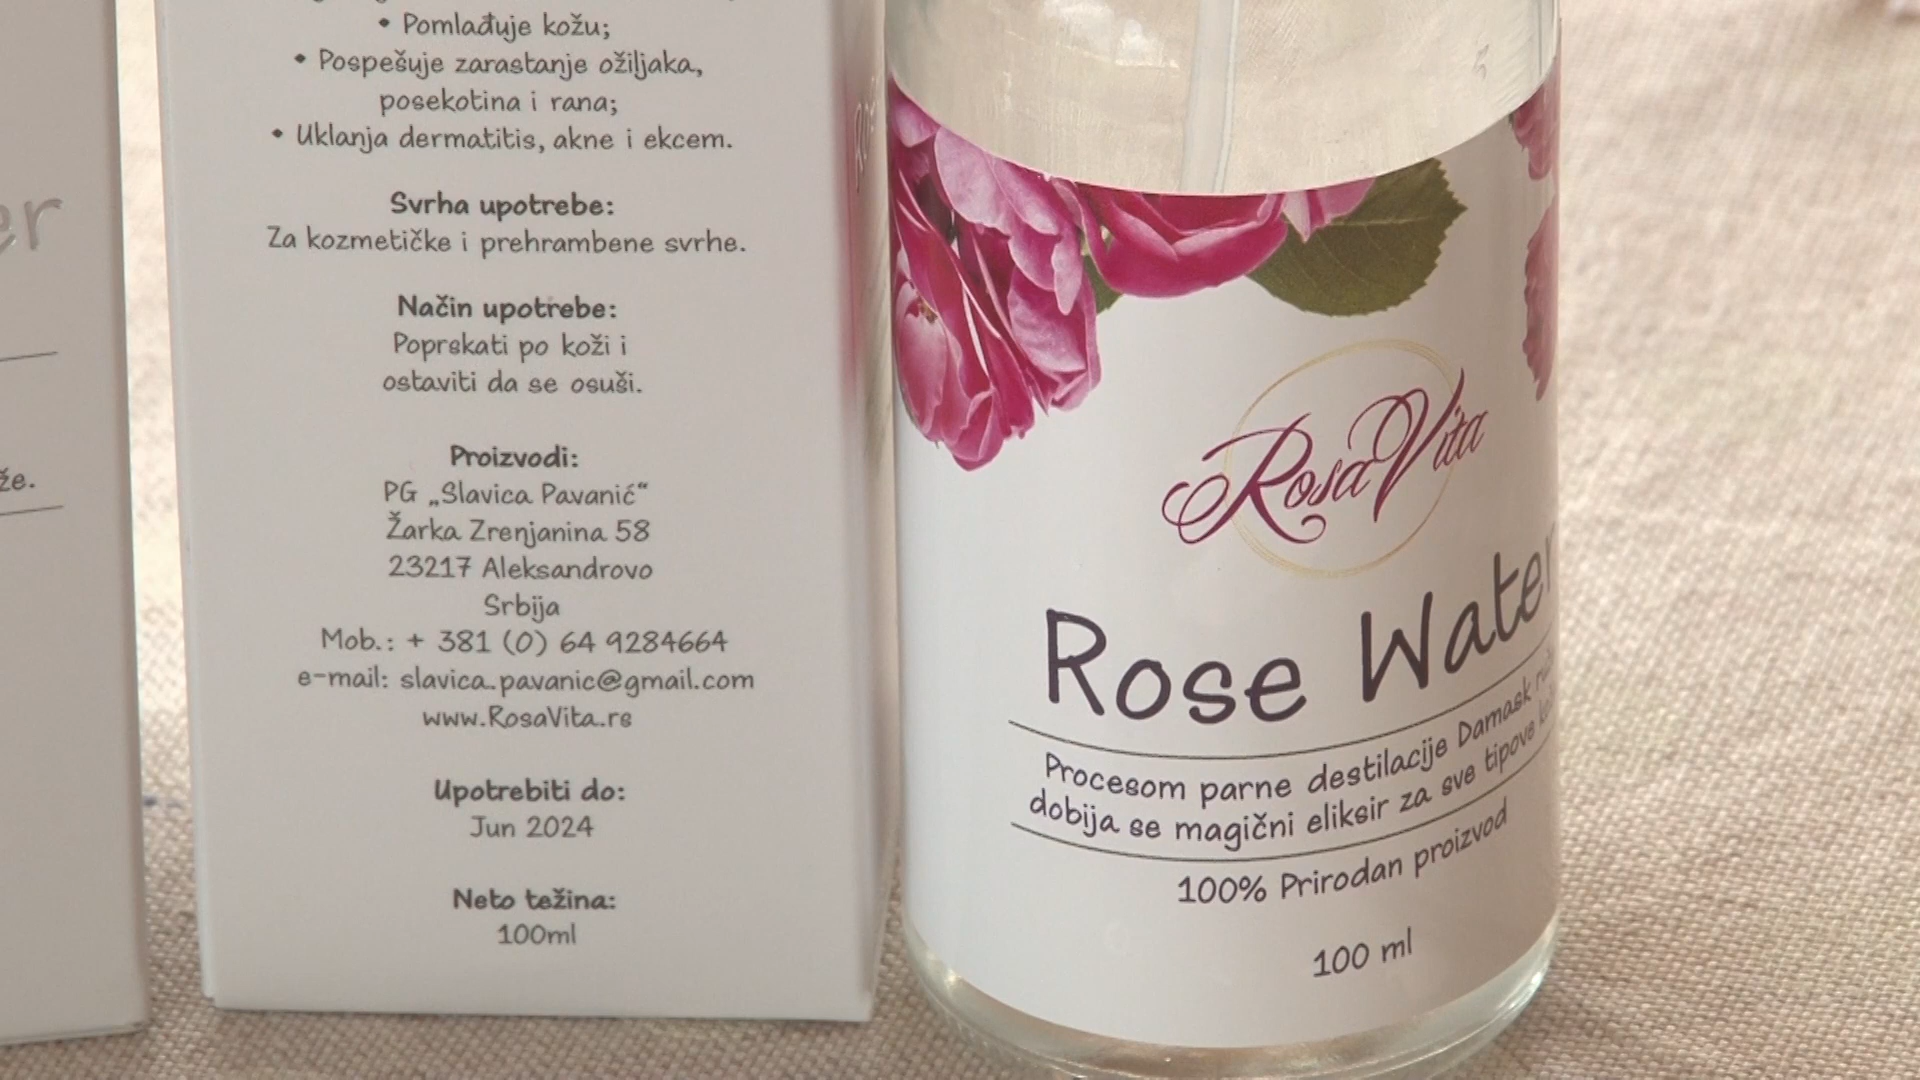 er
že.
• Pomlađuje kožu;
• Pospešuje zarastanje ožiljaka,
posekotina i rana;
• Uklanja dermatitis, akne i ekcem.
Svrha upotrebe:
Za kozmetičke i prehrambene svrhe.
Način upotrebe:
Poprskati po koži i
ostaviti da se osuši.
Proizvodi:
PG „Slavica Pavanić“
Žarka Zrenjanina 58
23217 Aleksandrovo
Srbija
Mob.: + 381 (0) 64 9284664
e-mail: slavica.pavanic@gmail.com
www.RosaVita.rs
Upotrebiti do:
Jun 2024
Neto težina:
100ml
RosaVita
Rose Water
Procesom parne destilacije Damask
dobija se magični eliksir za sve tipove
100% Prirodan proizvod
100 ml